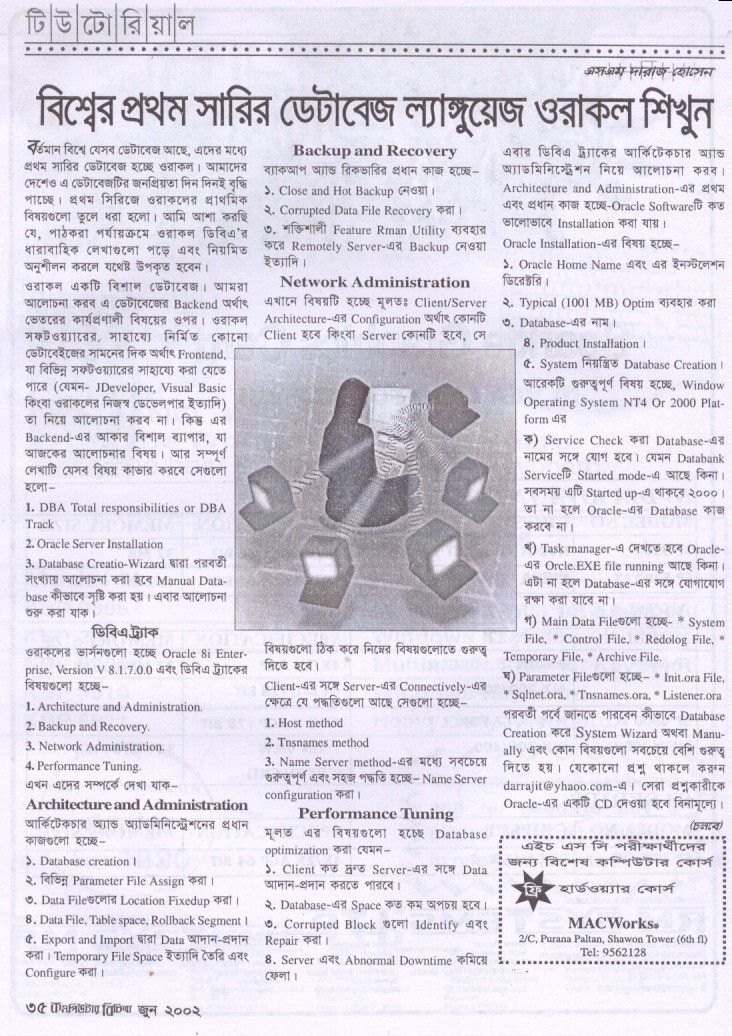 টিউটোরিয়াল
এসএম দারাজ হোসেন
বিশ্বের প্রথম সারির ডেটাবেজ ল্যাঙ্গুয়েজ ওরাকল শিখুন
বর্তমান বিশ্বে যেসব ডেটাবেজ আছে, এদের মধ্যে
প্রথম সারির ডেটাবেজ হচ্ছে ওরাকল। আমাদের
দেশেও এ ডেটাবেজটির জনপ্রিয়তা দিন দিনই বৃদ্ধি
পাচ্ছে। প্রথম সিরিজে ওরাকলের প্রাথমিক
বিষয়গুলো তুলে ধরা হলো। আমি আশা করছি
যে, পাঠকরা পর্যায়ক্রমে ওরাকল ডিবিএ'র
ধারাবাহিক লেখাগুলো পড়ে এবং নিয়মিত
অনুশীলন করলে যথেষ্ট উপকৃত হবেন।
ওরাকল একটি বিশাল ডেটাবেজ। আমরা
আলোচনা করব এ ডেটাবেজের Backend অর্থাৎ
ভেতরের কার্যপ্রণালী বিষয়ের ওপর। ওরাকল
সফটওয়্যারের, সাহায্যে নির্মিত কোনো
ডেটাবেইজের সামনের দিক অর্থাৎ Frontend,
যা বিভিন্ন সফটওয়্যারের সাহায্যে করা যেতে
পারে (যেমন- JDeveloper, Visual Basic
কিংবা ওরাকলের নিজস্ব ডেভেলপার ইত্যাদি)
তা নিয়ে আলোচনা করব না। কিন্তু এর
Backend-এর আকার বিশাল ব্যাপার, যা
আজকের আলোচনার বিষয়। আর সম্পূর্ণ
লেখাটি যেসব বিষয় কাভার করবে সেগুলো
হলো–
1. DBA Total responsibilities or DBA
Track
2. Oracle Server Installation
3. Database Creatio-Wizard দ্বারা পরবর্তী
সংখ্যায় আলোচনা করা হবে Manual Data-
base কীভাবে সৃষ্টি করা হয়। এবার আলোচনা
শুরু করা যাক।
ডিবিএ ট্র্যাক
ওরাকলের ভার্সনগুলো হচ্ছে Oracle 8i Enter-
prise, Version V 8.1.7.0.0 এবং ডিবিএ ট্র্যাকের
বিষয়গুলো হচ্ছে–
1. Architecture and Administration.
2. Backup and Recovery.
3. Network Administration.
4. Performance Tuning.
এখন এদের সম্পর্কে দেখা যাক–
Architecture and Administration
আর্কিটেকচার অ্যান্ড অ্যাডমিনিস্ট্রেশনের প্রধান
কাজগুলো হচ্ছে–
১. Database creation।
২. বিভিন্ন Parameter File Assign করা।
৩. Data Fileগুলোর Location Fixedup করা।
৪. Data File, Table space, Rollback Segment।
৫. Export and Import দ্বারা Data আদান-প্রদান
করা। Temporary File Space ইত্যাদি তৈরি এবং
Configure করা।
Backup and Recovery
ব্যাকআপ অ্যান্ড রিকভারির প্রধান কাজ হচ্ছে–
১. Close and Hot Backup নেওয়া।
২. Corrupted Data File Recovery করা।
৩. শক্তিশালী Feature Rman Utility ব্যবহার
করে Remotely Server-এর Backup নেওয়া
ইত্যাদি।
Network Administration
এখানে বিষয়টি হচ্ছে মূলতঃ Client/Server
Architecture-এর Configuration অর্থাৎ কোনটি
Client হবে কিংবা Server কোনটি হবে, সে
বিষয়গুলো ঠিক করে নিম্নের বিষয়গুলোতে গুরুত্ব
দিতে হবে।
Client-এর সঙ্গে Server-এর Connectively-এর
ক্ষেত্রে যে পদ্ধতিগুলো আছে সেগুলো হচ্ছে–
1. Host method
2. Tnsnames method
3. Name Server method-এর মধ্যে সবচেয়ে
গুরুত্বপূর্ণ এবং সহজ পদ্ধতি হচ্ছে– Name Server
configuration করা।
Performance Tuning
মূলত এর বিষয়গুলো হচ্ছে Database
optimization করা যেমন–
১. Client কত দ্রুত Server-এর সঙ্গে Data
আদান-প্রদান করতে পারবে।
২. Database-এর Space কত কম অপচয় হবে।
৩. Corrupted Block গুলো Identify এবং
Repair করা।
৪. Server এবং Abnormal Downtime কমিয়ে
ফেলা।
এবার ডিবিএ ট্র্যাকের আর্কিটেকচার অ্যান্ড
অ্যাডমিনিস্ট্রেশন নিয়ে আলোচনা করব।
Architecture and Administration-এর প্রথম
এবং প্রধান কাজ হচ্ছে-Oracle Softwareটি কত
ভালোভাবে Installation করা যায়।
Oracle Installation-এর বিষয় হচ্ছে–
১. Oracle Home Name এবং এর ইনস্টলেশন
ডিরেক্টরি।
২. Typical (1001 MB) Optim ব্যবহার করা
৩. Database-এর নাম।
৪. Product Installation।
৫. System নিয়ন্ত্রিত Database Creation।
আরেকটি গুরুত্বপূর্ণ বিষয় হচ্ছে, Window
Operating System NT4 Or 2000 Plat-
form এর
ক) Service Check করা Database-এর
নামের সঙ্গে যোগ হবে। যেমন Databank
Serviceটি Started mode-এ আছে কিনা।
সবসময় এটি Started up-এ থাকবে ২০০০।
তা না হলে Oracle-এর Database কাজ
করবে না।
খ) Task manager-এ দেখতে হবে Oracle-
এর Orcle.EXE file running আছে কিনা।
এটা না হলে Database-এর সঙ্গে যোগাযোগ
রক্ষা করা যাবে না।
গ) Main Data Fileগুলো হচ্ছে- * System
File, * Control File, * Redolog File, *
Temporary File, * Archive File.
ঘ) Parameter Fileগুলো হচ্ছে– * Init.ora File,
* Sqlnet.ora, * Tnsnames.ora, * Listener.ora
পরবর্তী পর্বে জানতে পারবেন কীভাবে Database
Creation করে System Wizard অথবা Manu-
ally এবং কোন বিষয়গুলো সবচেয়ে বেশি গুরুত্ব
দিতে হয়। যেকোনো প্রশ্ন থাকলে করুন
darrajit@yhaoo.com-এ। সেরা প্রশ্নকারীকে
Oracle-এর একটি CD দেওয়া হবে বিনামূল্যে।
(চলবে)
এইচ এস সি পরীক্ষার্থীদের
জন্য বিশেষ কম্পিউটার কোর্স
ফ্রি হার্ডওয়্যার কোর্স
MACWorks
2/C, Purana Paltan, Shawon Tower (6th fl)
Tel: 9562128
৩৫ কমপিউটার বিচিত্রা জুন ২০০২